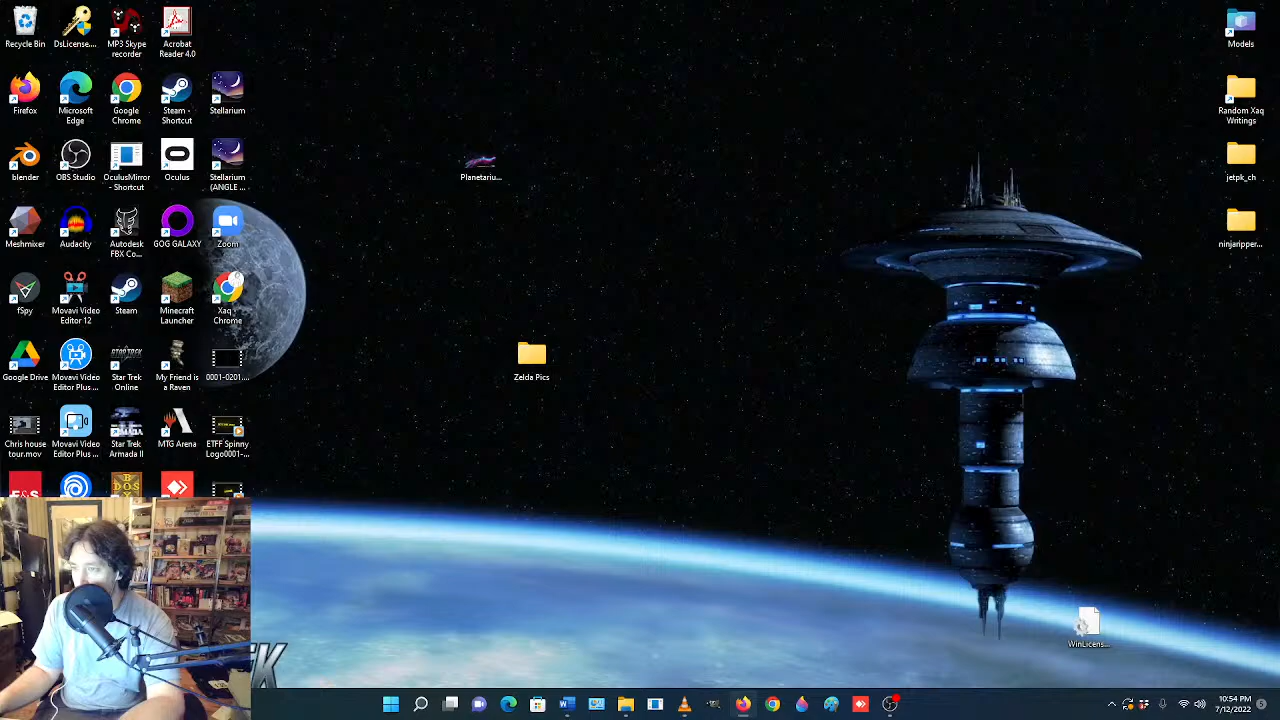 Recycle Bin
DsLicense....
MP3 Skype
recorder
Acrobat
Reader 4.0
Firefox
Microsoft
Edge
Google
Chrome
Steam -
Shortcut
Stellarium
blender
OBS Studio
OculusMirror
- Shortcut
Oculus
Stellarium
(ANGLE ...
Meshmixer
Audacity
Autodesk
FBX Co...
GOG GALAXY
Zoom
fSpy
Movavi Video
Editor 12
Steam
Minecraft
Launcher
Xaq -
Chrome
Google Drive
Movavi Video
Editor Plus ...
STAR TREK
Star Trek
Online
My Friend is
a Raven
0001-0201....
Chris house
tour.mov
Movavi Video
Editor Plus ...
Star Trek
Armada II
MTG Arena
ETFF Spinny
Logo0001-...
DOS
Planetariu...
Zelda Pics
Models
Random Xaq
Writings
jetpk_ch
ninjaripper...
WinLicens...
10:54 PM
7/12/2022